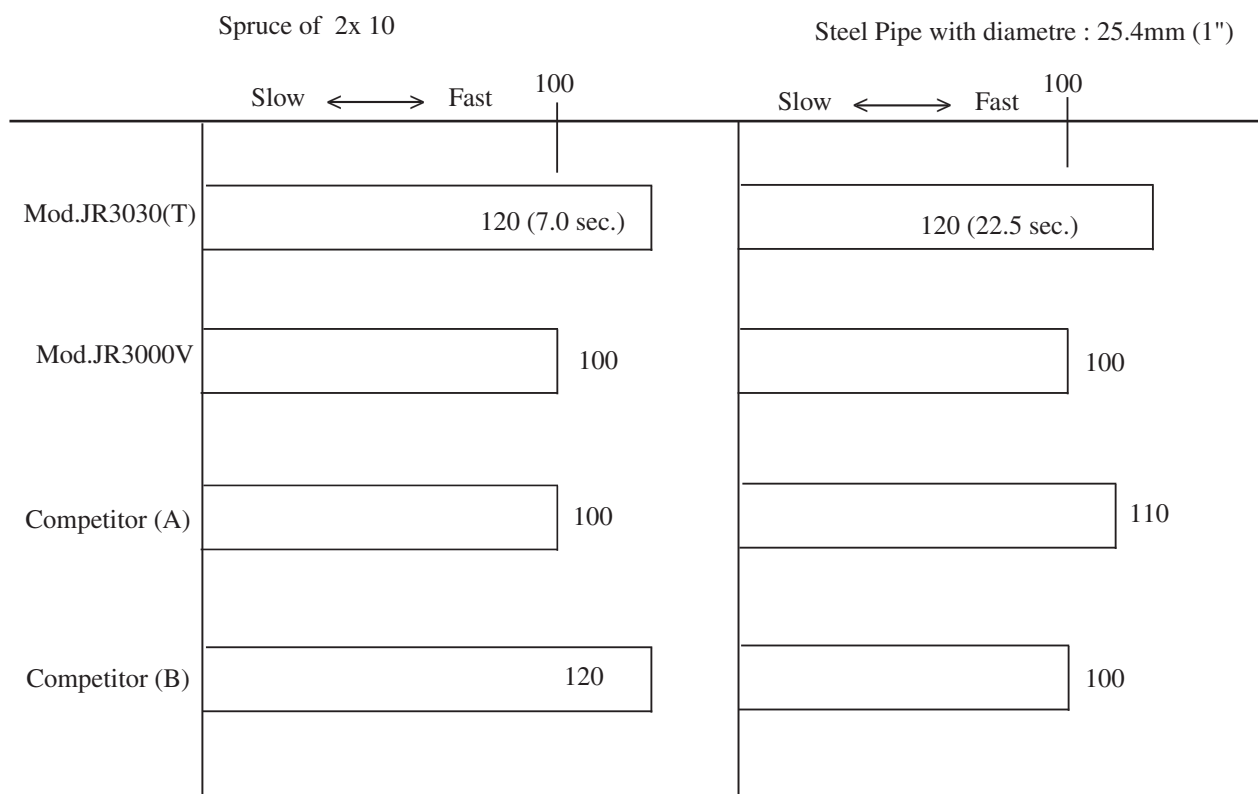 Spruce of 2x 10
Steel Pipe with diametre : 25.4mm (1")
100
Slow Fast
100
Slow Fast
Mod.JR3030(T)
120 (7.0 sec.)
120 (22.5 sec.)
Mod.JR3000V
100
100
Competitor (A)
100
110
Competitor (B)
120
100